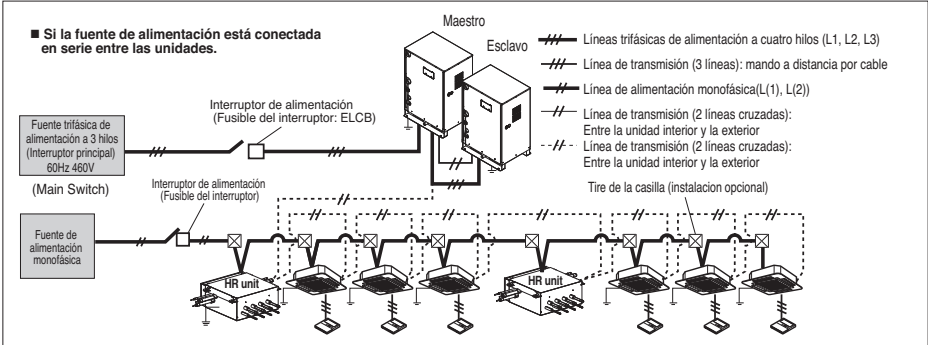 ■ Si la fuente de alimentación está conectada
en serie entre las unidades.
Maestro
Esclavo
Líneas trifásicas de alimentación a cuatro hilos (L1, L2, L3)
Línea de transmisión (3 líneas): mando a distancia por cable
Línea de alimentación monofásica(L(1), L(2))
Línea de transmisión (2 líneas cruzadas):
Entre la unidad interior y la exterior
Línea de transmisión (2 líneas cruzadas):
Entre la unidad interior y la exterior
Interruptor de alimentación
(Fusible del interruptor: ELCB)
Fuente trifásica de
alimentación a 3 hilos
(Interruptor principal)
60Hz 460V
(Main Switch)
Interruptor de alimentación
(Fusible del interruptor)
Tire de la casilla (instalacion opcional)
Fuente de
alimentación
monofásica
HR unit
HR unit